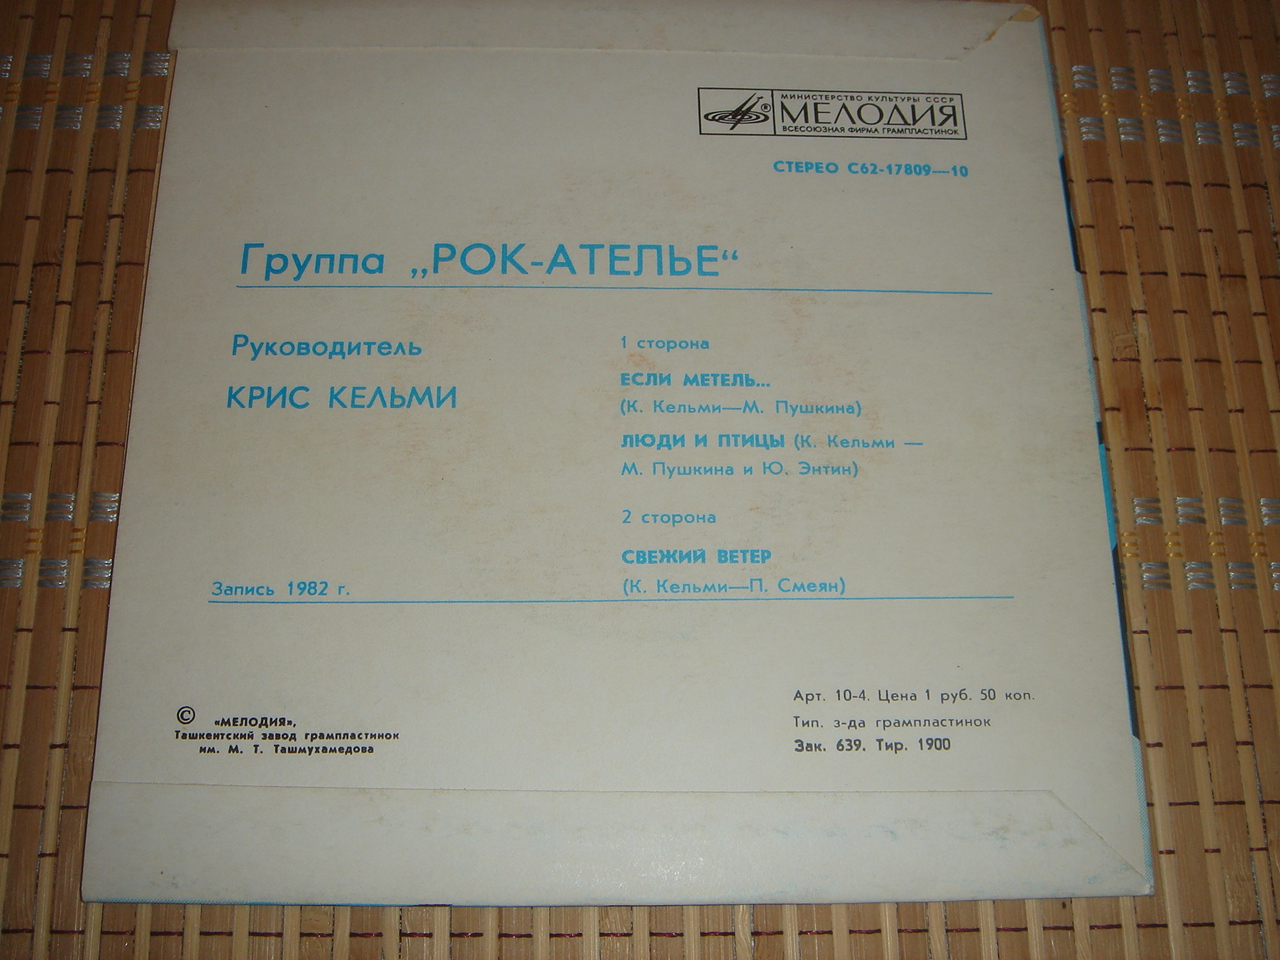 МИНИСТЕРСТВО КУЛЬТУРЫ СССР
®
МЕЛОДИЯ
ВСЕСОЮЗНАЯ ФИРМА ГРАМПЛАСТИНОК
СТЕРЕО С62-17809—10
Группа „РОК-АТЕЛЬЕ“
Руководитель
КРИС КЕЛЬМИ
1 сторона
ЕСЛИ МЕТЕЛЬ...
(К. Кельми—М. Пушкина)
ЛЮДИ И ПТИЦЫ (К. Кельми —
М. Пушкина и Ю. Энтин)
2 сторона
СВЕЖИЙ ВЕТЕР
(К. Кельми—П. Смеян)
Запись 1982 г.
© «МЕЛОДИЯ»,
Ташкентский завод грампластинок
им. М. Т. Ташмухамедова
Арт. 10-4. Цена 1 руб. 50 коп.
Тип. з-да грампластинок
Зак. 639. Тир. 1900